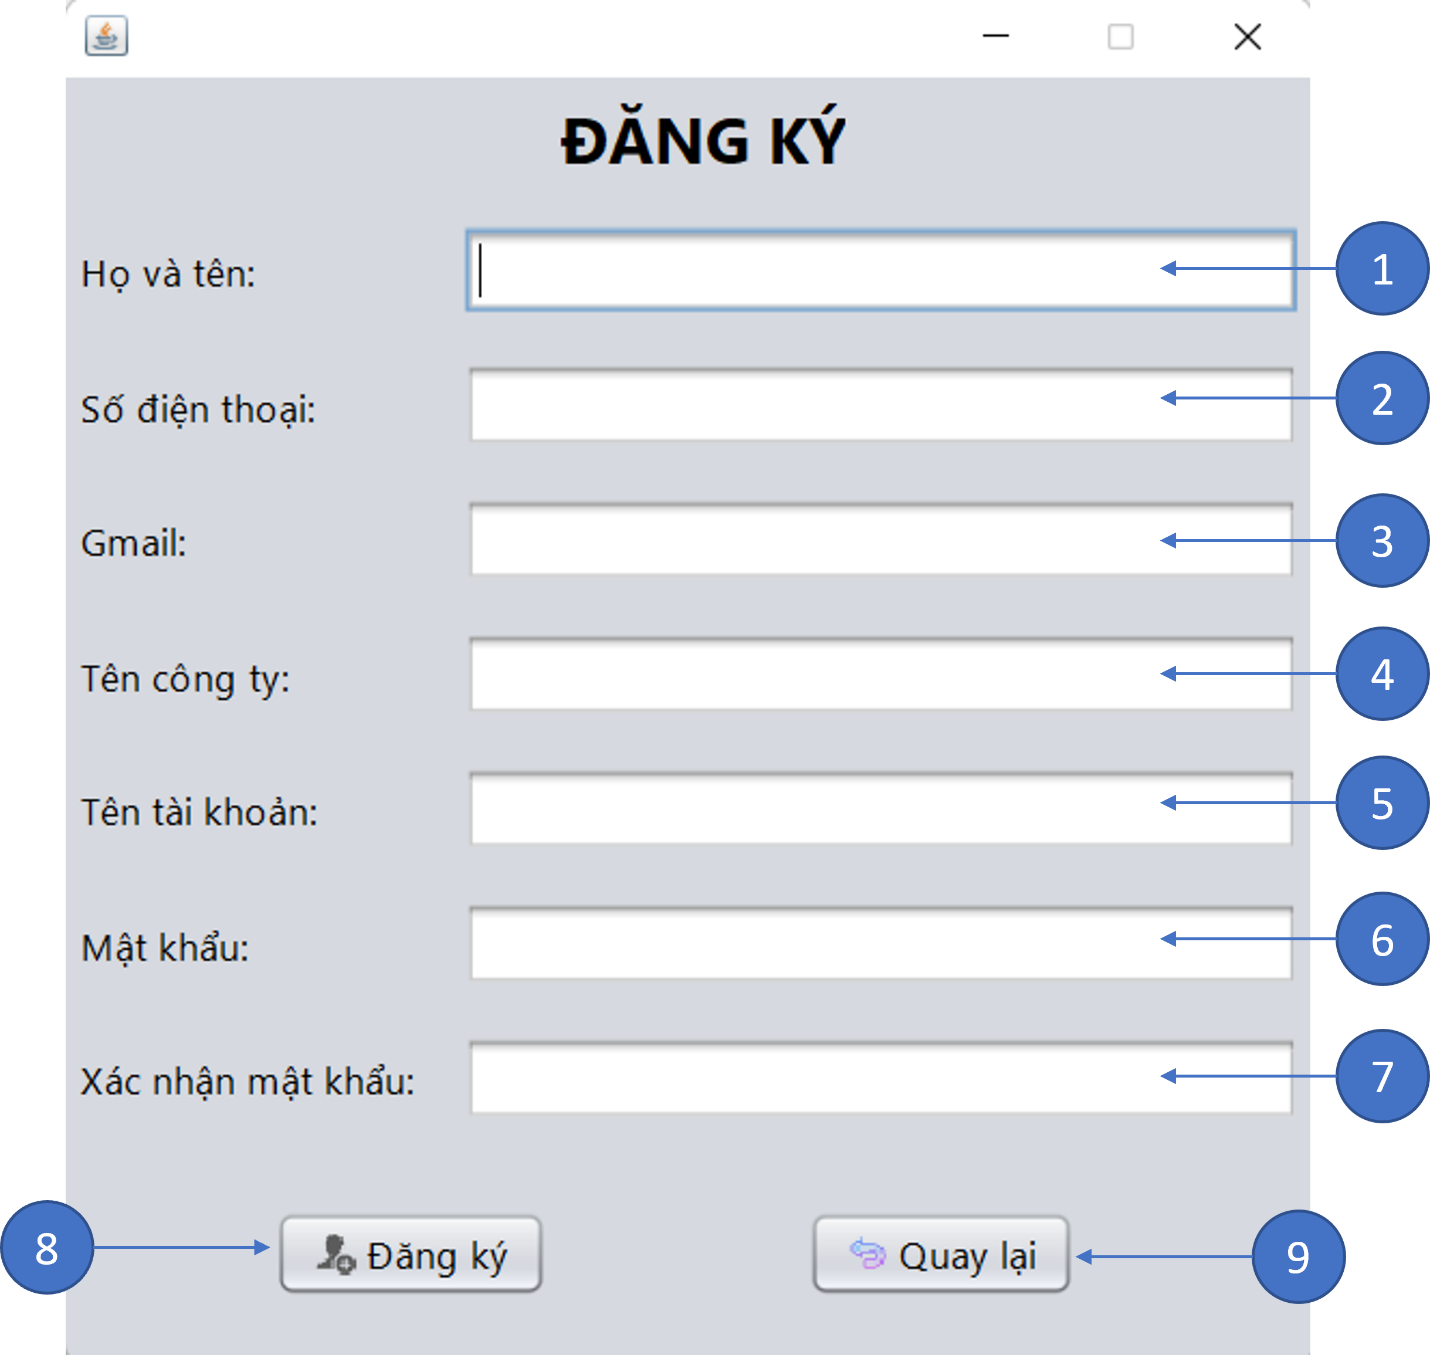 ĐĂNG KÝ
Họ và tên:
1
Số điện thoại:
2
Gmail:
3
Tên công ty:
4
Tên tài khoản:
5
Mật khẩu:
6
Xác nhận mật khẩu:
7
8
Đăng ký
Quay lại
9